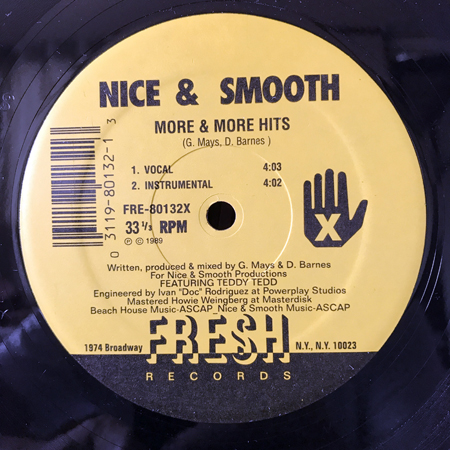 NICE & SMOOTH
MORE & MORE HITS
(G. Mays, D. Barnes )
1. VOCAL 4:03
2. INSTRUMENTAL 4:02
FRE-80132X
33 1/3 RPM
℗ © 1989
0 3119-80132-1 3
X
Written, produced & mixed by G. Mays & D. Barnes
For Nice & Smooth Productions
FEATURING TEDDY TEDD
Engineered by Ivan "Doc" Rodriguez at Powerplay Studios
Mastered Howie Weingberg at Masterdisk
Beach House Music-ASCAP_Nice & Smooth Music-ASCAP
1974 Broadway FRESH N.Y., N.Y. 10023
RECORDS